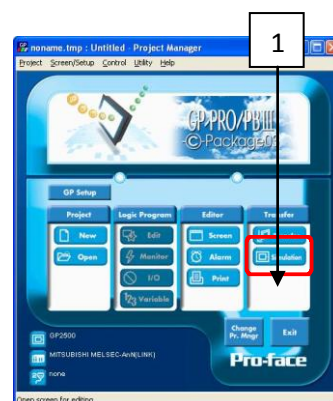 noname.tmp : Untitled - Project Manager
1
Project Screen/Setup Control Utility Help
GP-PRO/PBIII
C-Package03
GP Setup
Project Logic Program Editor Transfer
New Edit Screen
Open Monitor Alarm Simulation
I/O Print
Variable
Change Pr. Mngr Exit
GP2500
MITSUBISHI MELSEC-AnN(LINK)
none
Pro-face
Open screen for editing